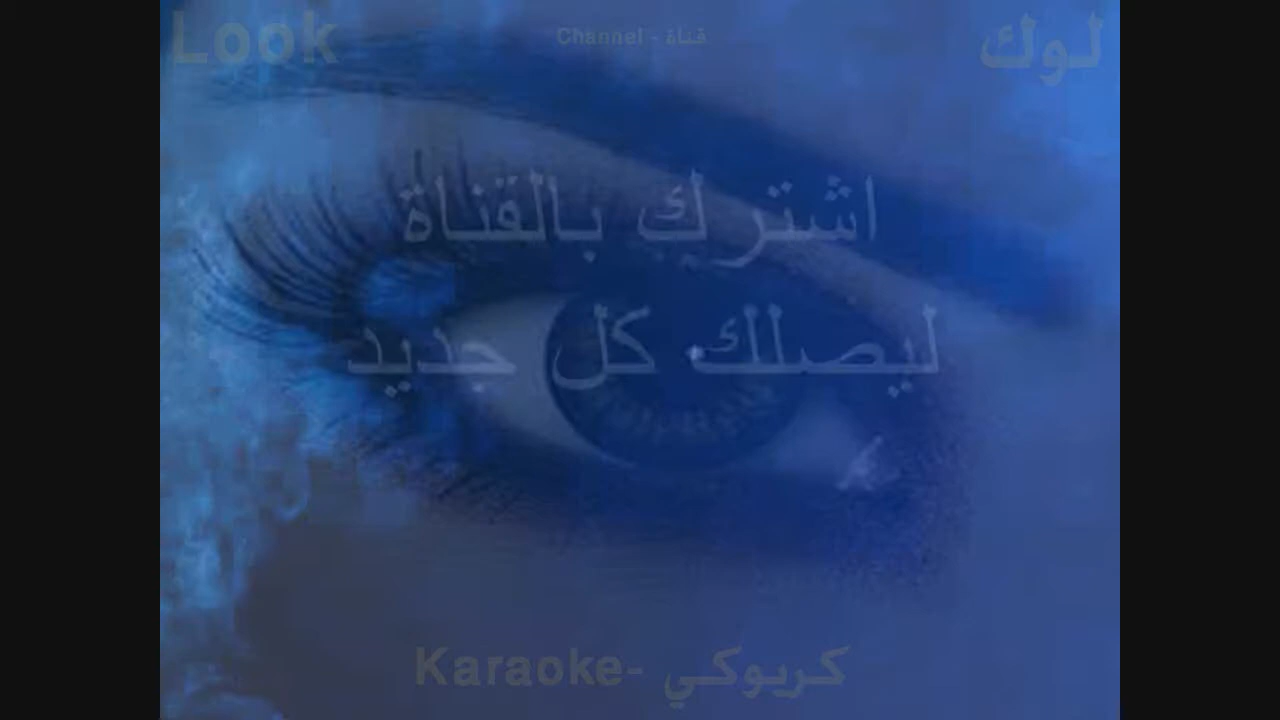 Look
Channel - قناة
لوك
اشترك بالقناة
ليصلك كل جديد
Karaoke- كريوكي